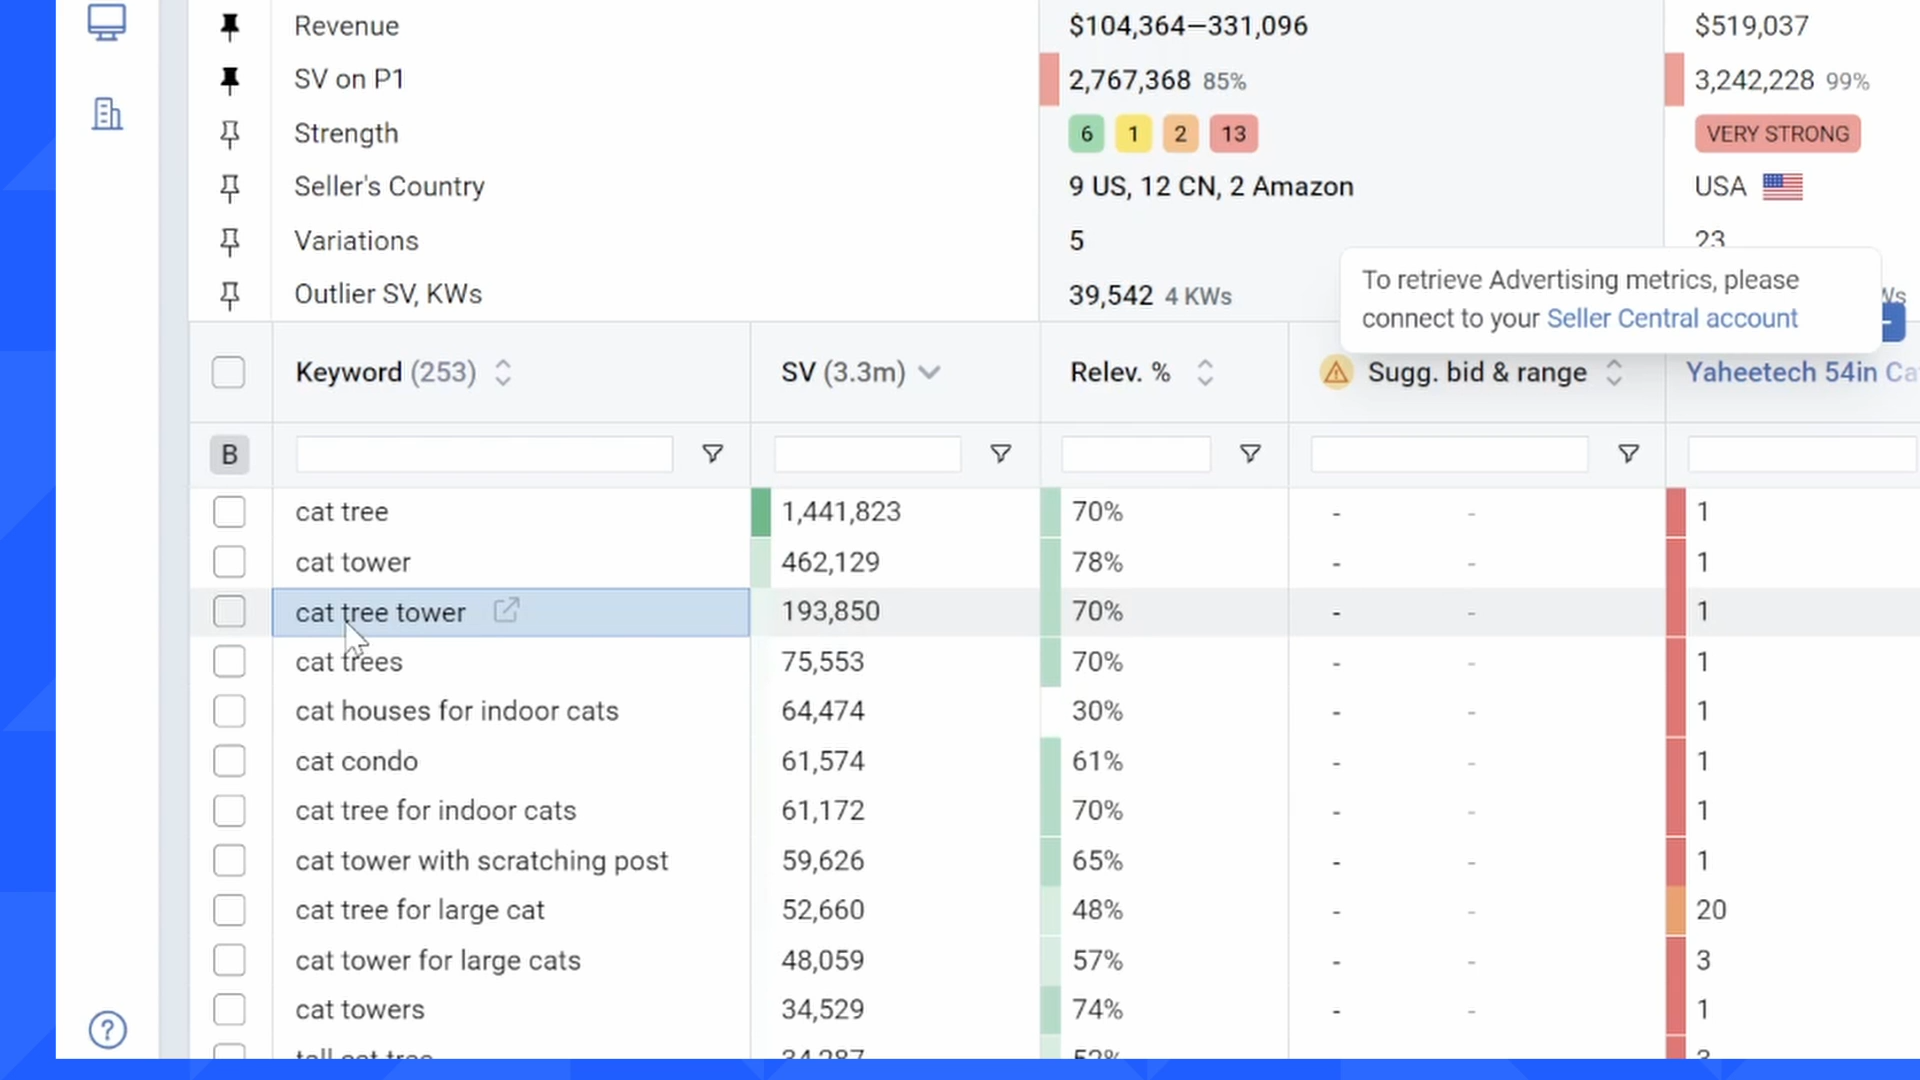 Revenue $104,364—331,096 $519,037
SV on P1 2,767,368 85% 3,242,228 99%
Strength 6 1 2 13 VERY STRONG
Seller's Country 9 US, 12 CN, 2 Amazon USA
Variations 5 23
Outlier SV, KWs 39,542 4 KWs
To retrieve Advertising metrics, please
connect to your Seller Central account
Keyword (253) SV (3.3m) Relev. % Sugg. bid & range Yaheetech 54in
B
cat tree 1,441,823 70% - - 1
cat tower 462,129 78% - - 1
cat tree tower 193,850 70% - - 1
cat trees 75,553 70% - - 1
cat houses for indoor cats 64,474 30% - - 1
cat condo 61,574 61% - - 1
cat tree for indoor cats 61,172 70% - - 1
cat tower with scratching post 59,626 65% - - 1
cat tree for large cat 52,660 48% - - 20
cat tower for large cats 48,059 57% - - 3
cat towers 34,529 74% - - 1
tall cat tree 34,287 52% 3
?